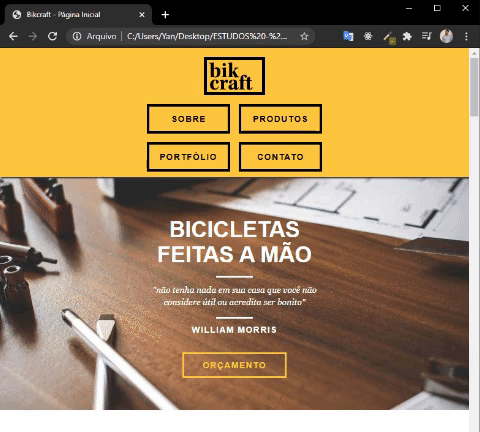 Bikcraft - Página Inicial
Arquivo | C:/Users/Yan/Desktop/ESTUDOS%20-%2...
bik
craft
SOBRE
PRODUTOS
PORTFÓLIO
CONTATO
BICICLETAS
FEITAS A MÃO
"não tenha nada em sua casa que você não
considere útil ou acredita ser bonito"
WILLIAM MORRIS
ORÇAMENTO